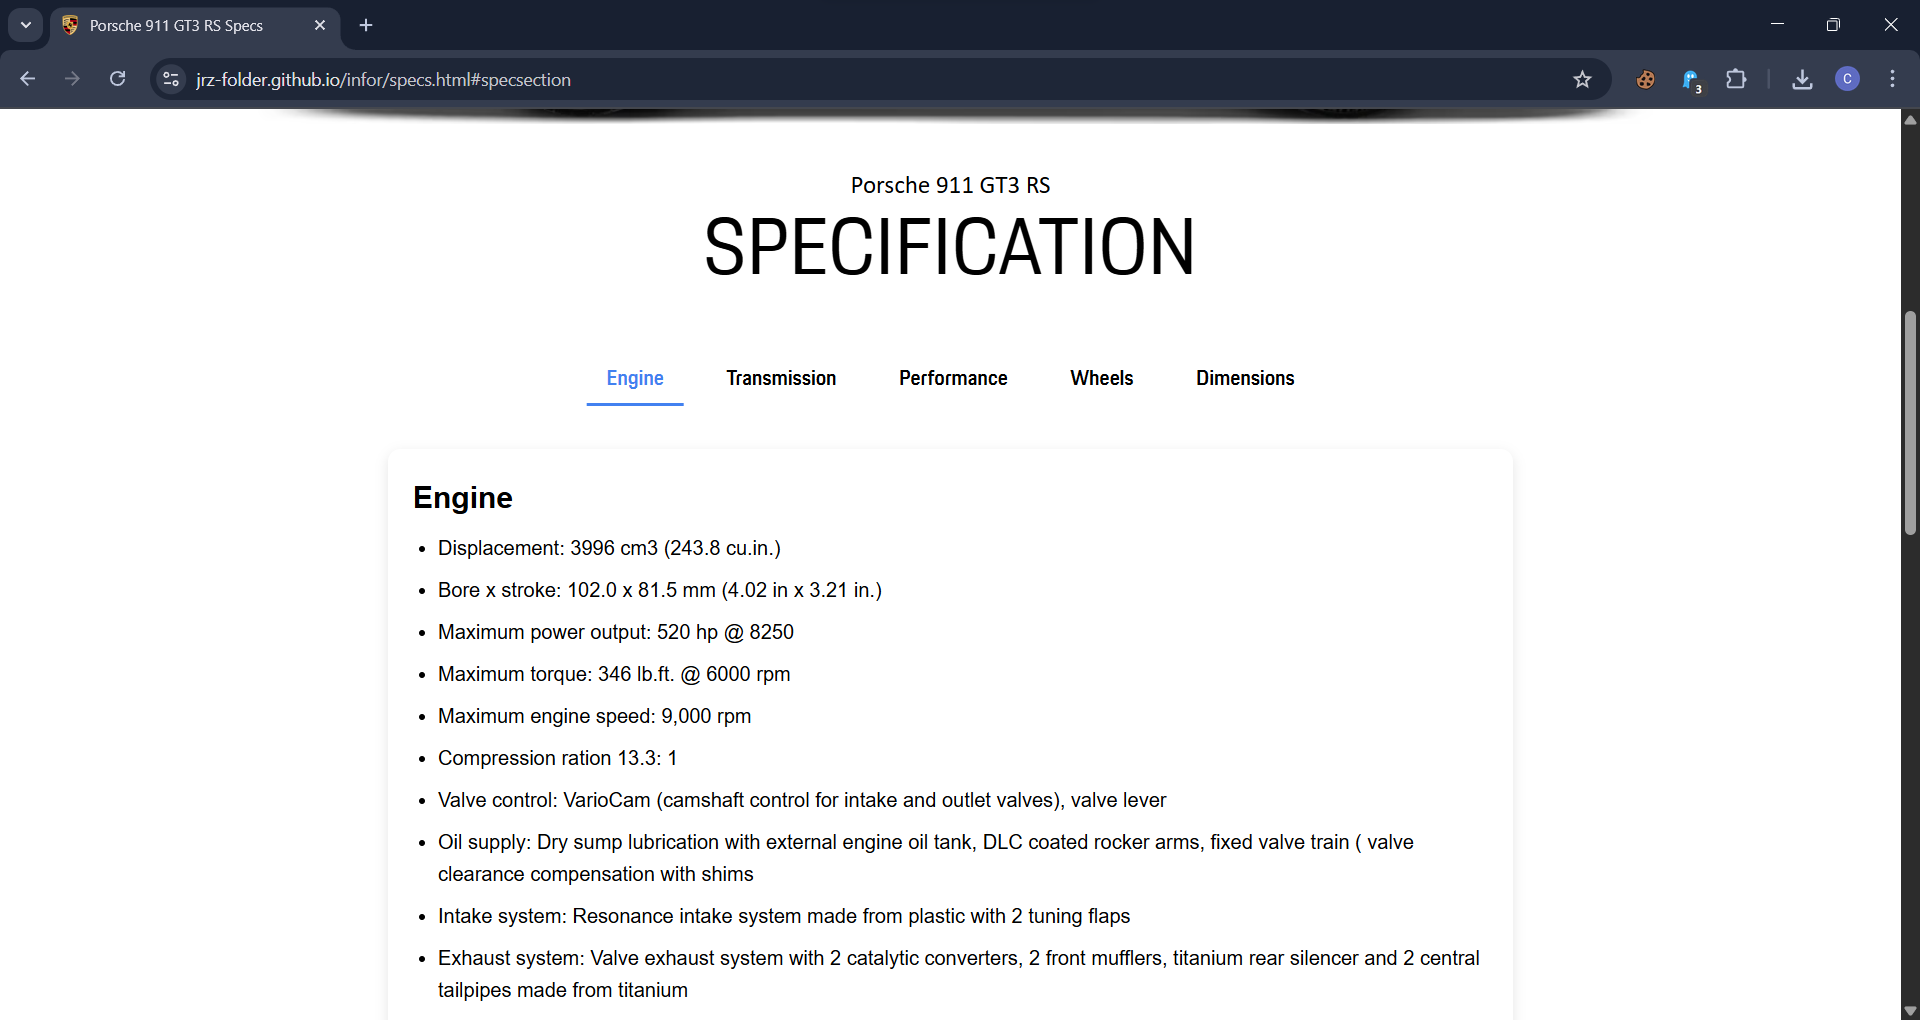 Porsche 911 GT3 RS Specs
jrz-folder.github.io/infor/specs.html#specsection
3
C
Porsche 911 GT3 RS
SPECIFICATION
Engine
Transmission
Performance
Wheels
Dimensions
Engine
• Displacement: 3996 cm3 (243.8 cu.in.)
• Bore x stroke: 102.0 x 81.5 mm (4.02 in x 3.21 in.)
• Maximum power output: 520 hp @ 8250
• Maximum torque: 346 lb.ft. @ 6000 rpm
• Maximum engine speed: 9,000 rpm
• Compression ration 13.3: 1
• Valve control: VarioCam (camshaft control for intake and outlet valves), valve lever
• Oil supply: Dry sump lubrication with external engine oil tank, DLC coated rocker arms, fixed valve train ( valve
clearance compensation with shims
• Intake system: Resonance intake system made from plastic with 2 tuning flaps
• Exhaust system: Valve exhaust system with 2 catalytic converters, 2 front mufflers, titanium rear silencer and 2 central
tailpipes made from titanium